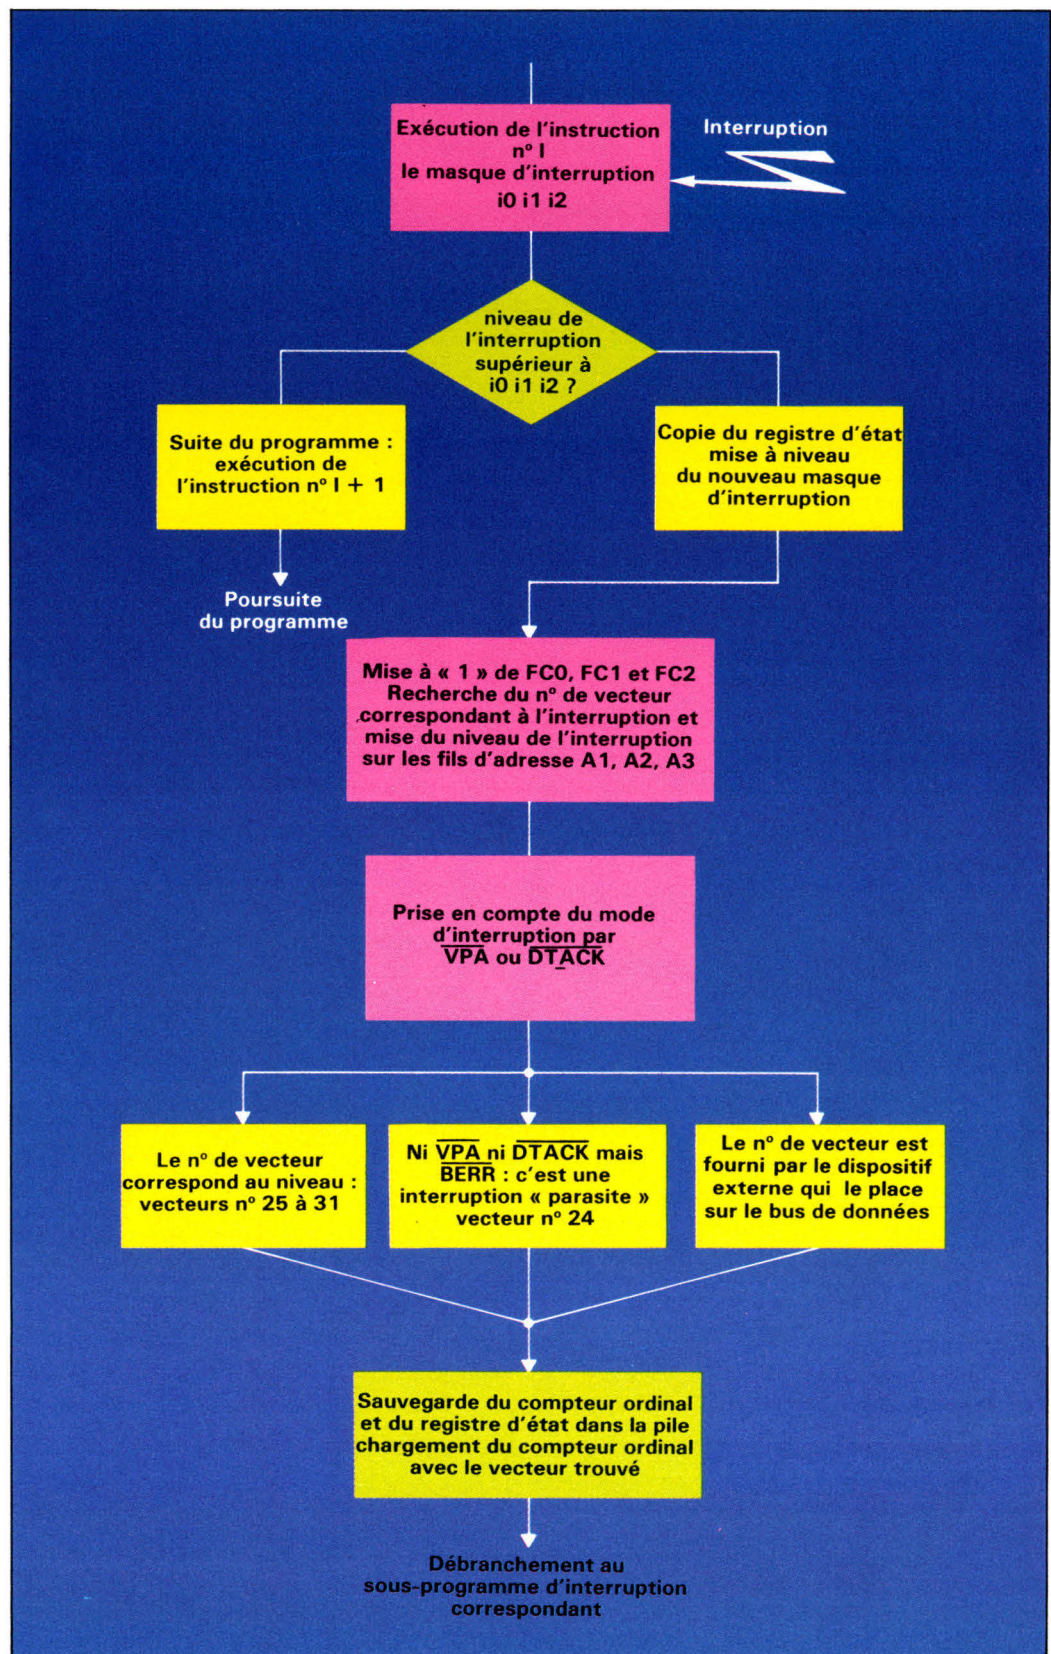 Exécution de l'instruction
n° I
le masque d'interruption
i0 i1 i2
Interruption
niveau de
l'interruption
supérieur à
i0 i1 i2 ?
Suite du programme :
exécution de
l'instruction n° I + 1
Copie du registre d'état
mise à niveau
du nouveau masque
d'interruption
Poursuite
du programme
Mise à « 1 » de FC0, FC1 et FC2
Recherche du n° de vecteur
correspondant à l'interruption et
mise du niveau de l'interruption
sur les fils d'adresse A1, A2, A3
Prise en compte du mode
d'interruption par
V̅P̅A̅ ou D̅T̅A̅C̅K̅
Le n° de vecteur
correspond au niveau :
vecteurs n° 25 à 31
Ni V̅P̅A̅ ni D̅T̅A̅C̅K̅ mais
B̅E̅R̅R̅ : c'est une
interruption « parasite »
vecteur n° 24
Le n° de vecteur est
fourni par le dispositif
externe qui le place
sur le bus de données
Sauvegarde du compteur ordinal
et du registre d'état dans la pile
chargement du compteur ordinal
avec le vecteur trouvé
Débranchement au
sous-programme d'interruption
correspondant